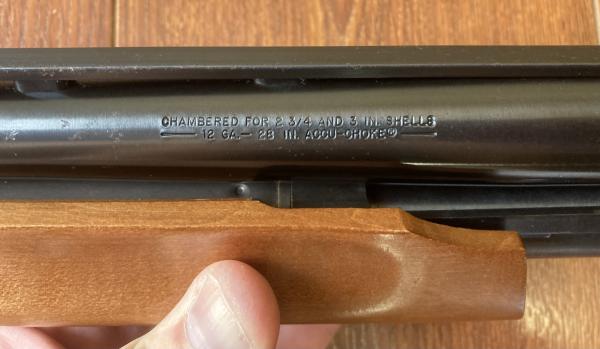 CHAMBERED FOR 2 3/4 AND 3 IN. SHELLS
12 GA.— 28 IN. ACCU-CHOKE®